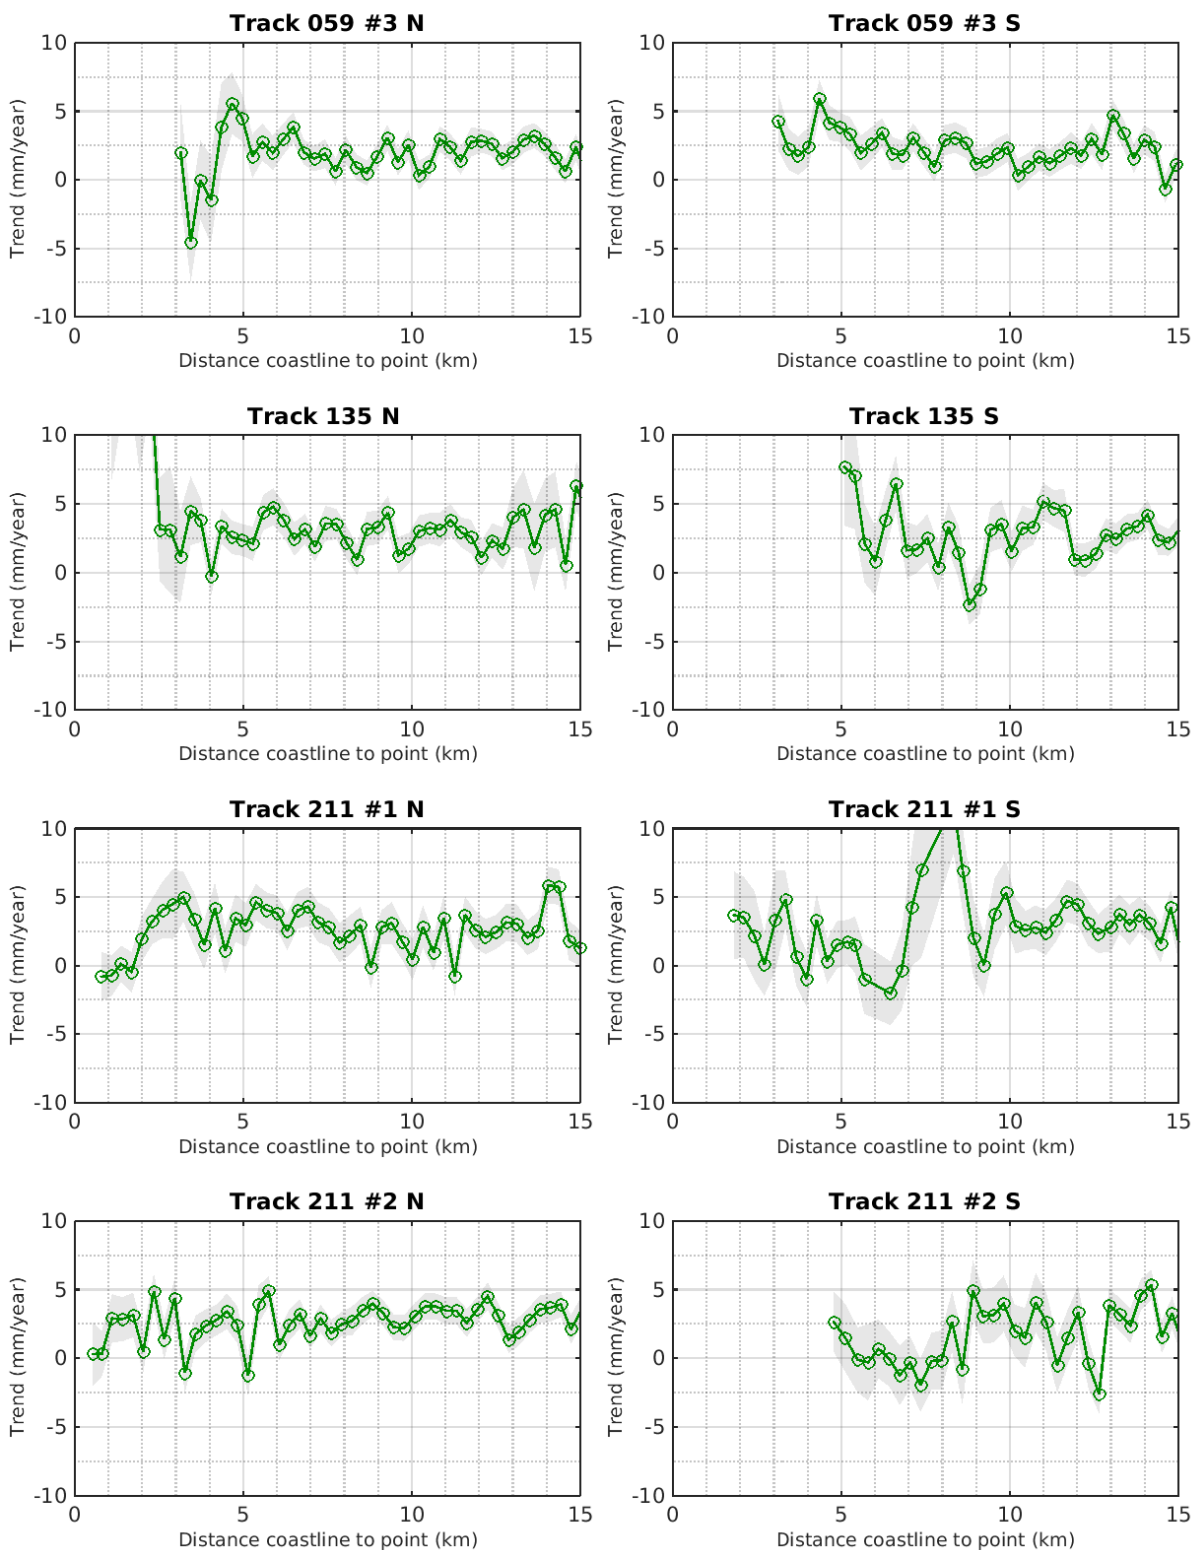 Track 059 #3 N
Track 059 #3 S
10
5
0
-5
-10
Trend (mm/year)
0 5 10 15
Distance coastline to point (km)
10
5
0
-5
-10
Trend (mm/year)
0 5 10 15
Distance coastline to point (km)
Track 135 N
Track 135 S
10
5
0
-5
-10
Trend (mm/year)
0 5 10 15
Distance coastline to point (km)
10
5
0
-5
-10
Trend (mm/year)
0 5 10 15
Distance coastline to point (km)
Track 211 #1 N
Track 211 #1 S
10
5
0
-5
-10
Trend (mm/year)
0 5 10 15
Distance coastline to point (km)
10
5
0
-5
-10
Trend (mm/year)
0 5 10 15
Distance coastline to point (km)
Track 211 #2 N
Track 211 #2 S
10
5
0
-5
-10
Trend (mm/year)
0 5 10 15
Distance coastline to point (km)
10
5
0
-5
-10
Trend (mm/year)
0 5 10 15
Distance coastline to point (km)